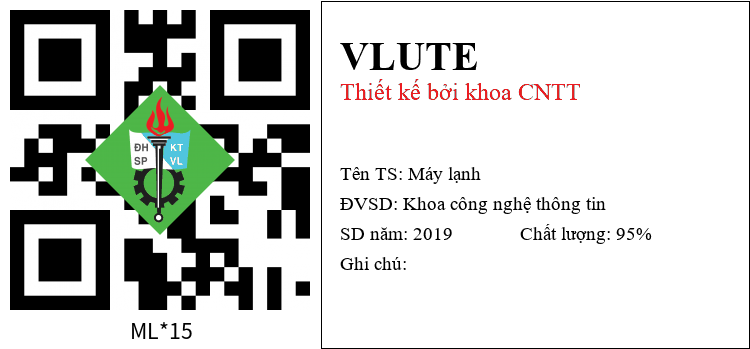 ĐH
KT
SP
VL
ML*15
VLUTE
Thiết kế bởi khoa CNTT
Tên TS: Máy lạnh
ĐVSD: Khoa công nghệ thông tin
SD năm: 2019 Chất lượng: 95%
Ghi chú: